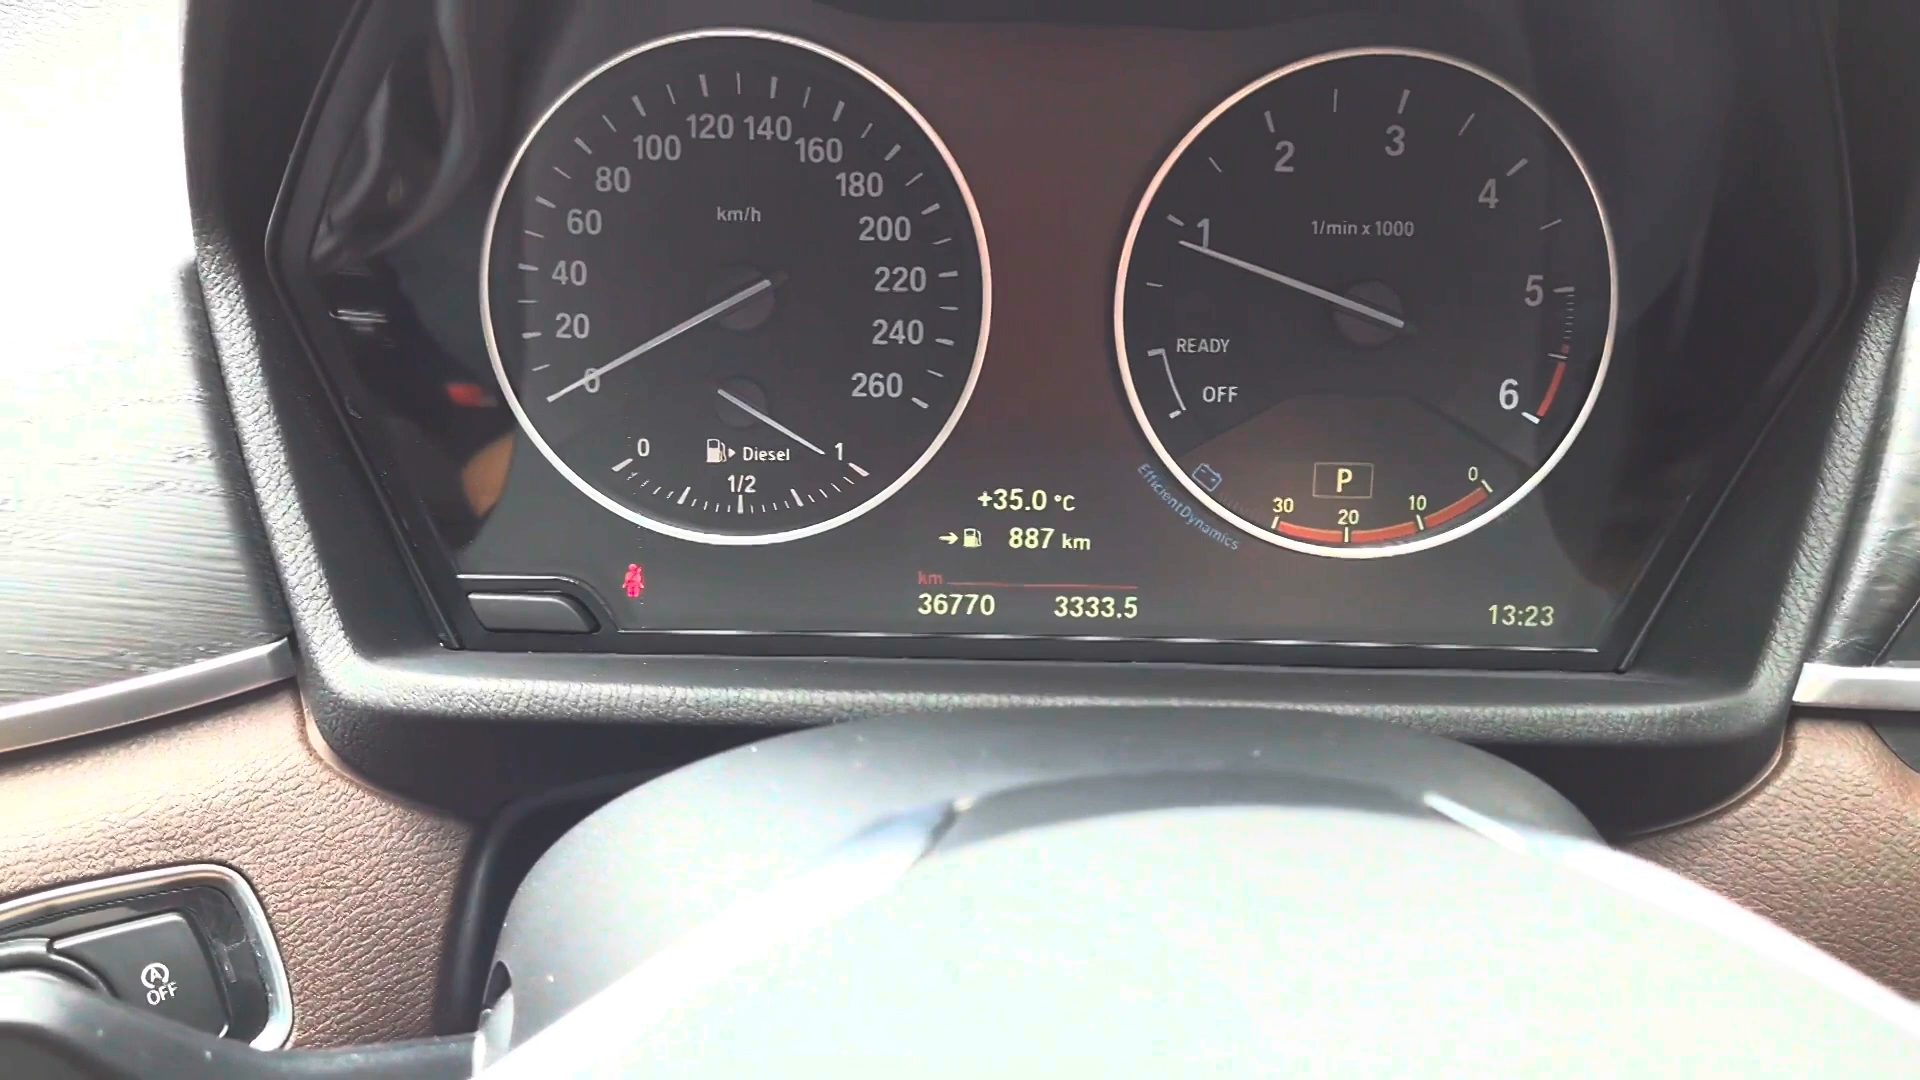 0
20
40
60
80
100
120
140
160
180
200
220
240
260
km/h
0
1/2
1
Diesel
+35.0 °C
887 km
km
36770 3333.5
1
2
3
4
5
6
1/min x 1000
READY
OFF
P
30
20
10
0
EfficientDynamics
13:23
A
OFF